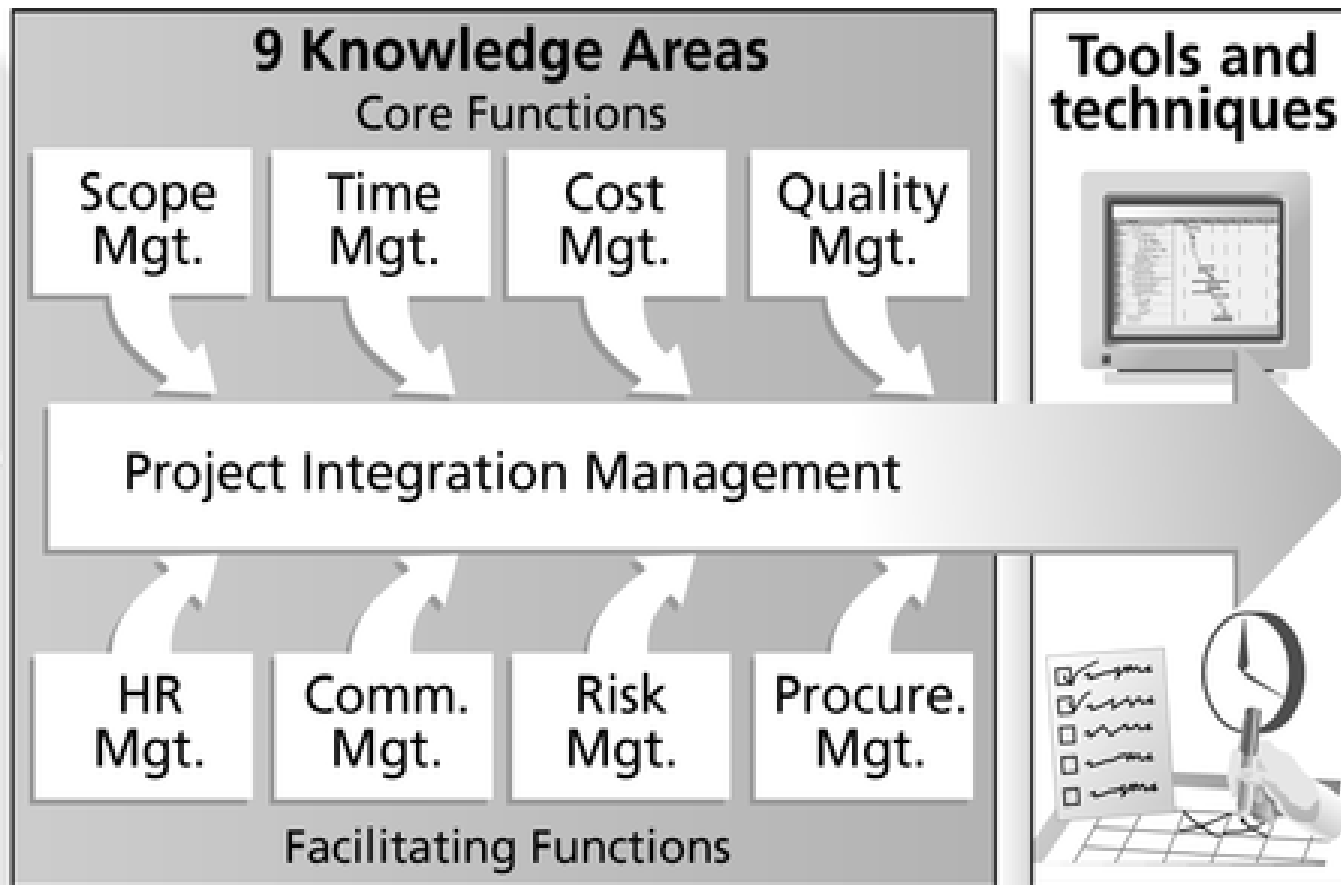 9 Knowledge Areas
Core Functions
Scope
Mgt.
Time
Mgt.
Cost
Mgt.
Quality
Mgt.
Project Integration Management
HR
Mgt.
Comm.
Mgt.
Risk
Mgt.
Procure.
Mgt.
Facilitating Functions
Tools and
techniques